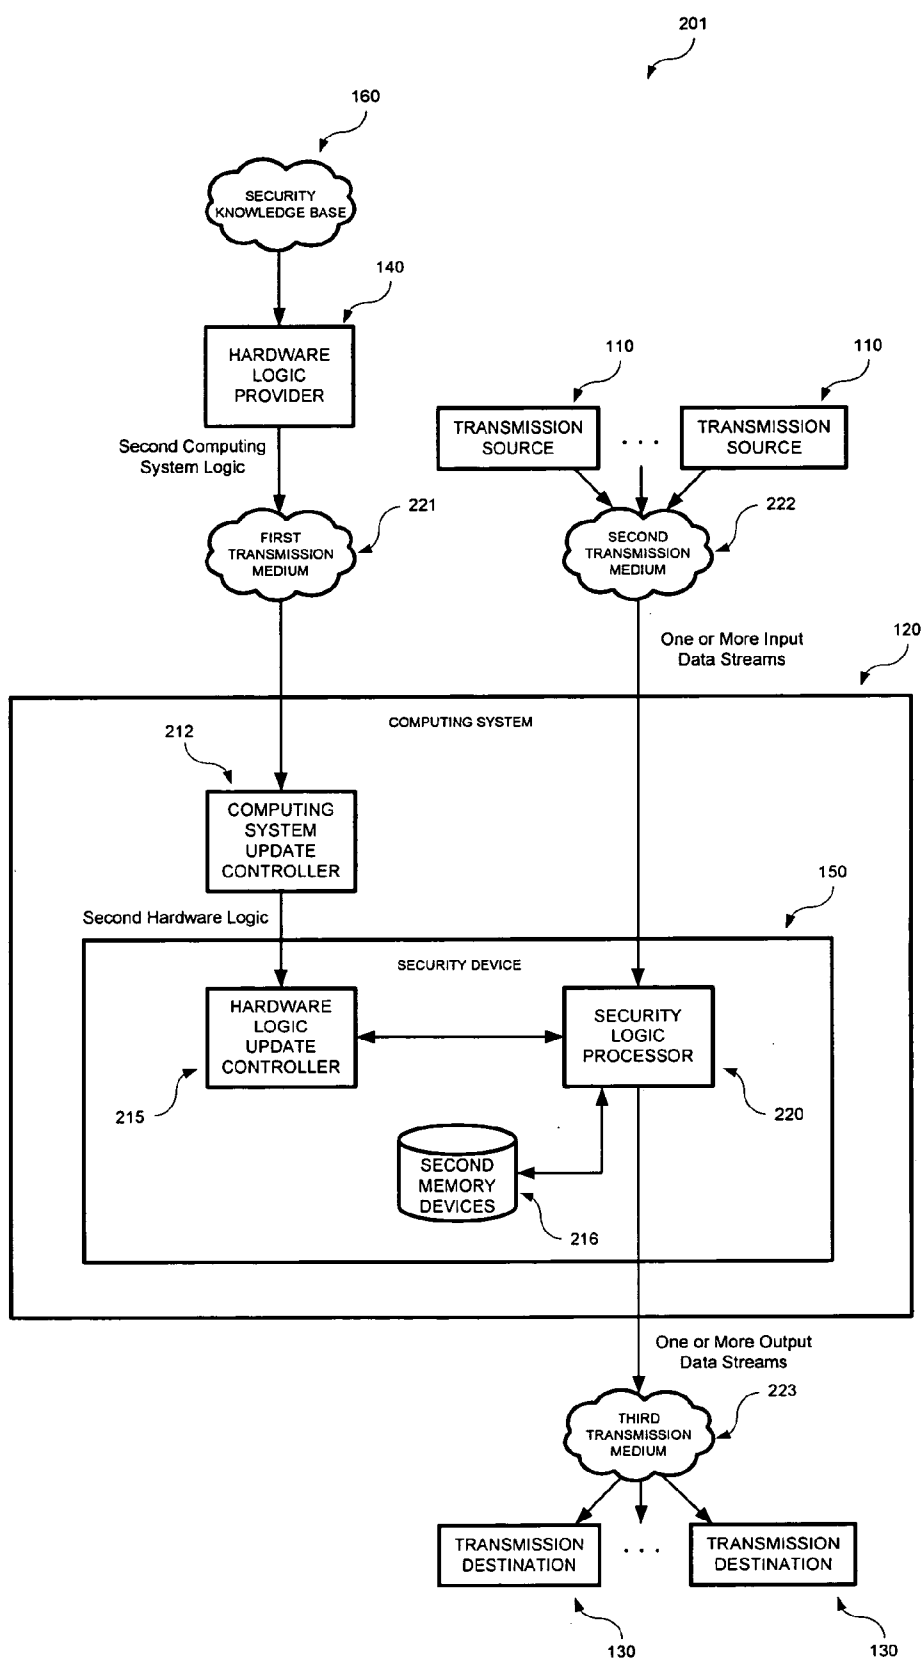 201
160
SECURITY
KNOWLEDGE BASE
140
HARDWARE
LOGIC
PROVIDER
110
110
TRANSMISSION
SOURCE
. . .
TRANSMISSION
SOURCE
Second Computing
System Logic
221
222
FIRST
TRANSMISSION
MEDIUM
SECOND
TRANSMISSION
MEDIUM
One or More Input
Data Streams
120
COMPUTING SYSTEM
212
COMPUTING
SYSTEM
UPDATE
CONTROLLER
150
Second Hardware Logic
SECURITY DEVICE
HARDWARE
LOGIC
UPDATE
CONTROLLER
SECURITY
LOGIC
PROCESSOR
215
220
SECOND
MEMORY
DEVICES
216
One or More Output
Data Streams
223
THIRD
TRANSMISSION
MEDIUM
TRANSMISSION
DESTINATION
. . .
TRANSMISSION
DESTINATION
130
130